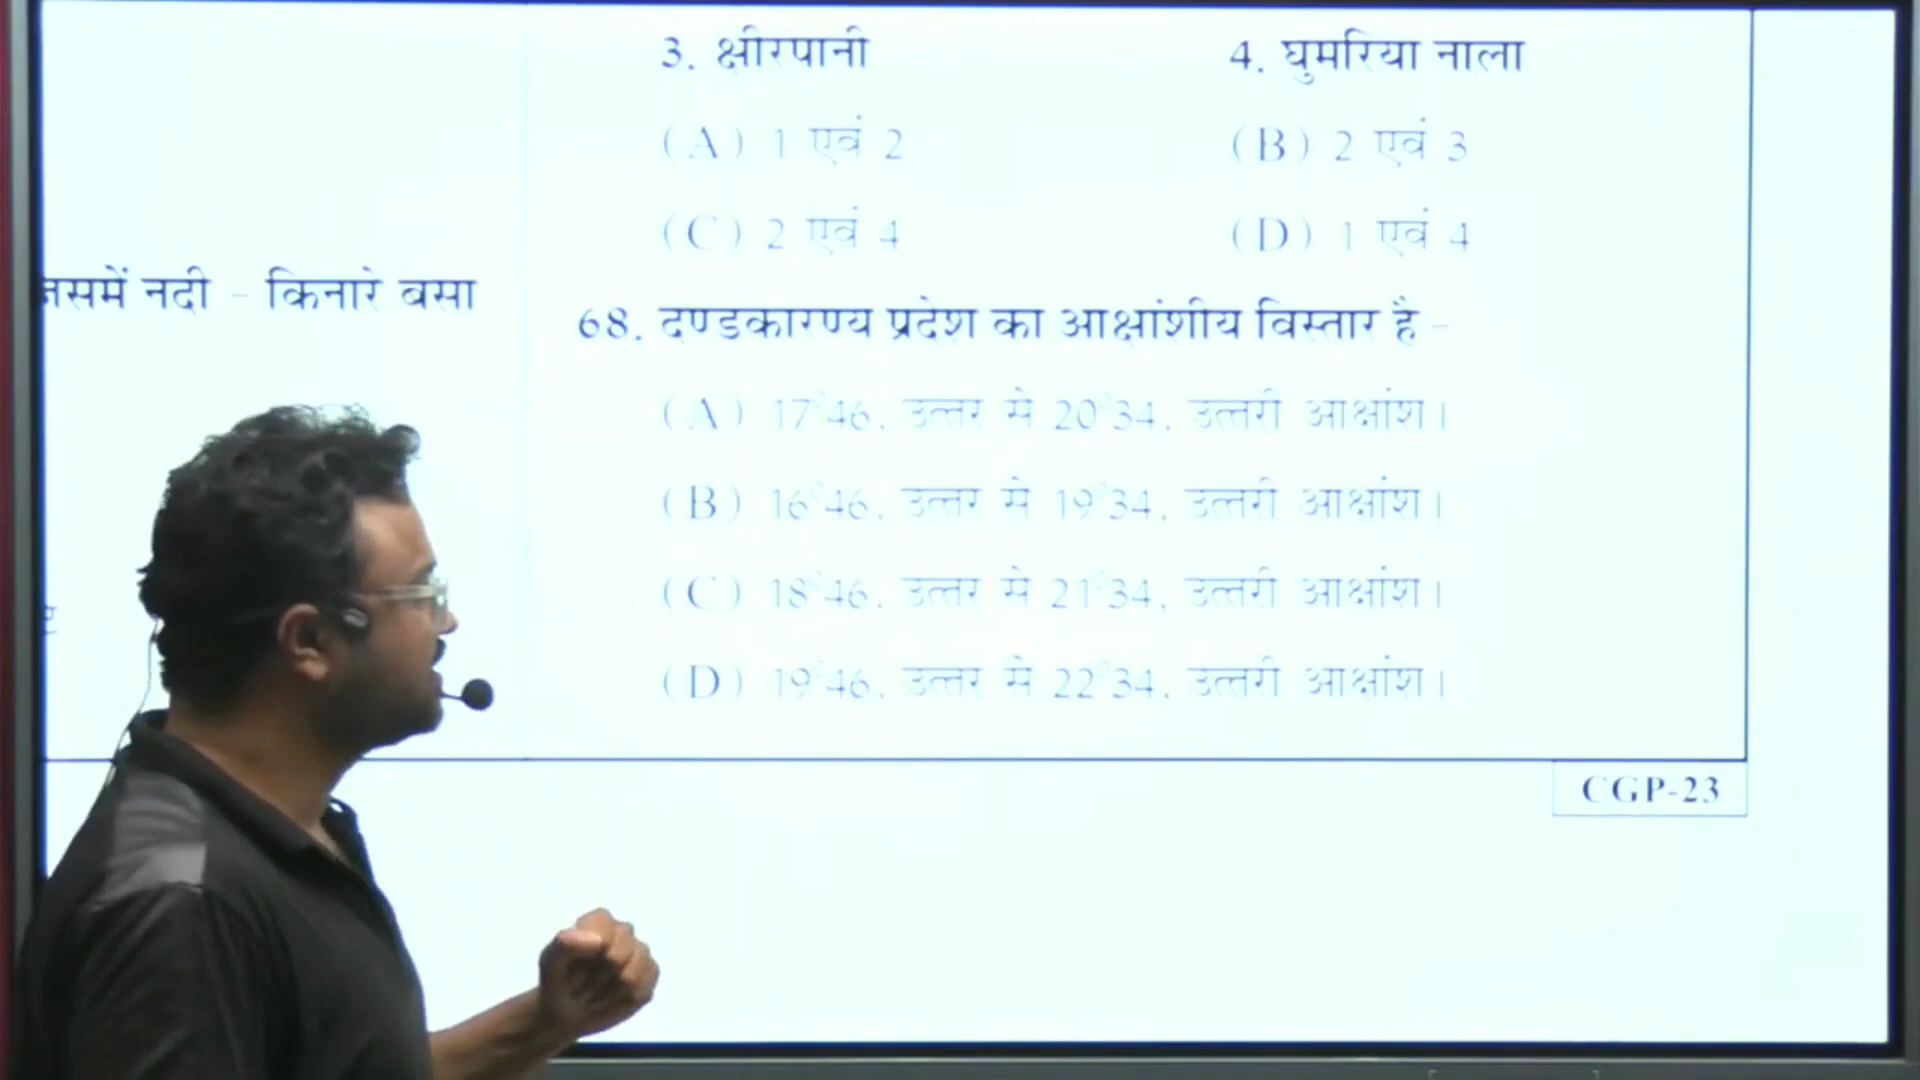 3. क्षीरपानी
4. घुमरिया नाला
(A) 1 एवं 2
(B) 2 एवं 3
(C) 2 एवं 4
(D) 1 एवं 4
नदी - किनारे बसा
68. दण्डकारण्य प्रदेश का आक्षांशीय विस्तार है -
(A) 17°46, उत्तर से 20°34, उत्तरी आक्षांश।
(B) 16°46, उत्तर से 19°34, उत्तरी आक्षांश।
(C) 18°46, उत्तर से 21°34, उत्तरी आक्षांश।
(D) 19°46, उत्तर से 22°34, उत्तरी आक्षांश।
CGP-23